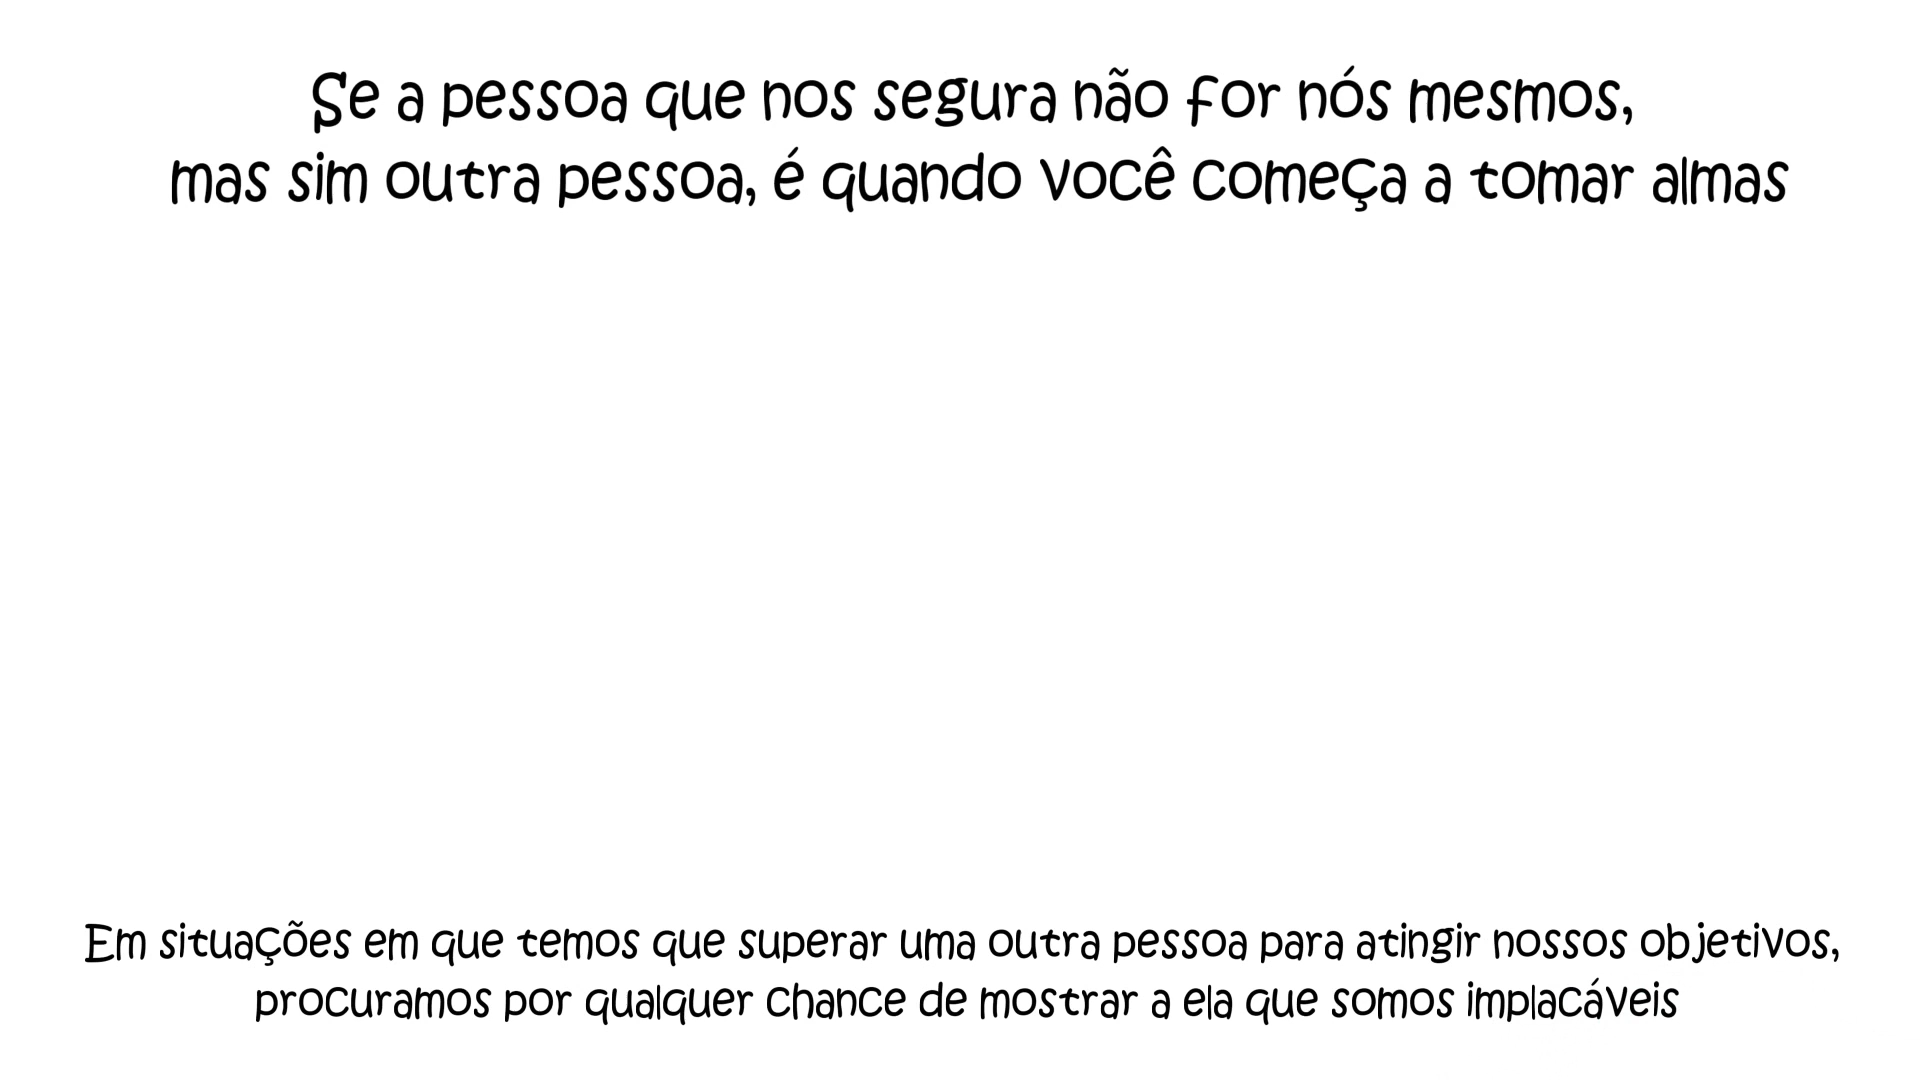 Se a pessoa que nos segura não for nós mesmos,
mas sim outra pessoa, é quando você começa a tomar almas
Em situações em que temos que superar uma outra pessoa para atingir nossos objetivos,
procuramos por qualquer chance de mostrar a ela que somos implacáveis